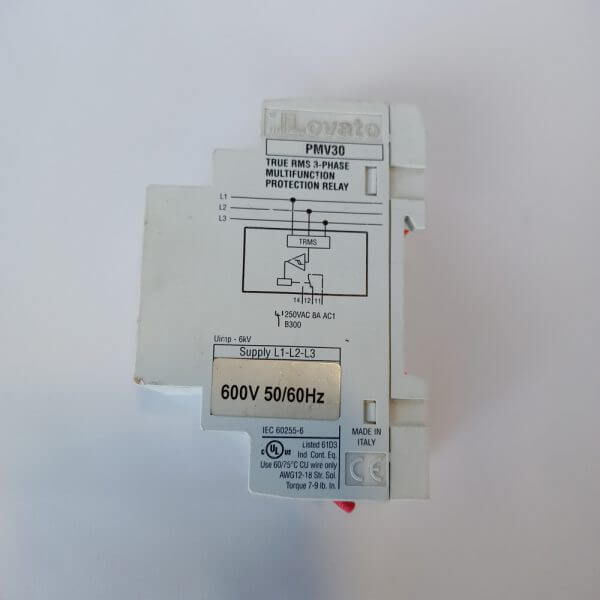 Lovato
PMV30
TRUE RMS 3-PHASE
MULTIFUNCTION
PROTECTION RELAY
L1
L2
L3
TRMS
14 12 11
250VAC 8A AC1
B300
Uimp - 6kV
Supply L1-L2-L3
600V 50/60Hz
IEC 60255-6
C UL US
Listed 61D3
Ind. Cont. Eq.
Use 60/75°C CU wire only
AWG12-18 Str. Sol.
Torque 7-9 lb. In.
MADE IN
ITALY
CE